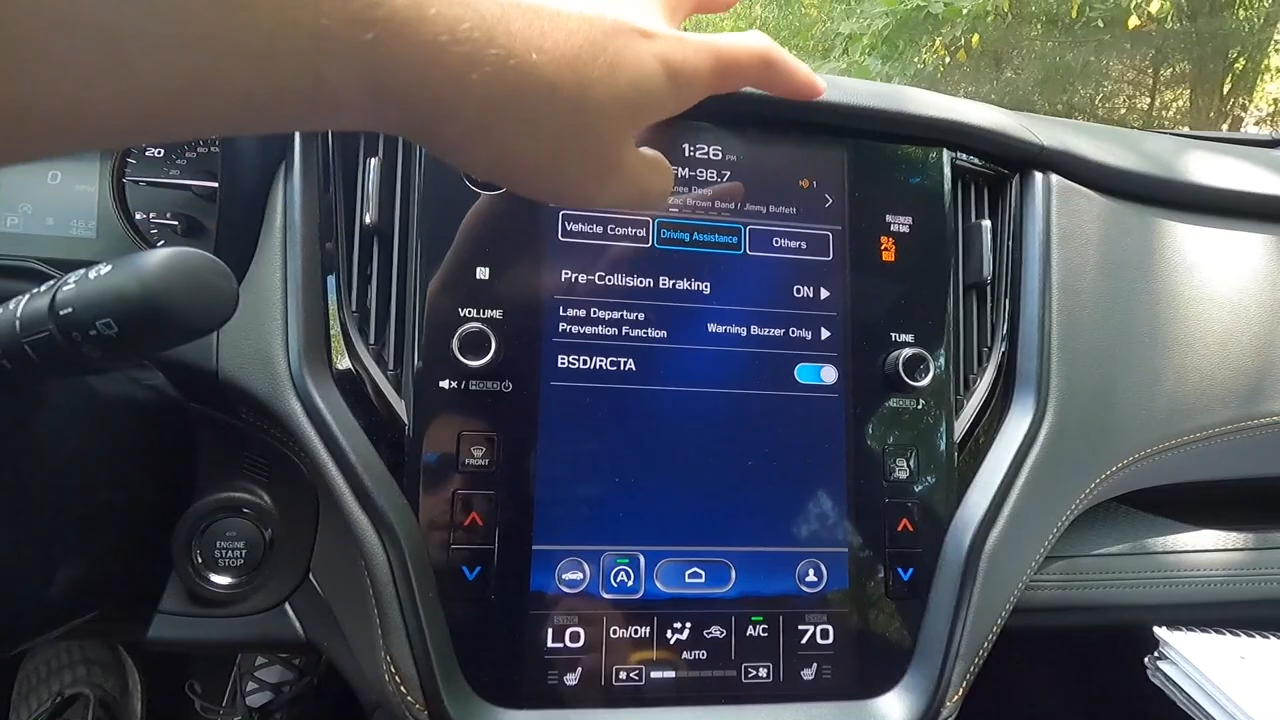 1:26 PM
FM-98.7
Knee Deep
Zac Brown Band / Jimmy Buffett
1
Vehicle Control
Driving Assistance
Others
Pre-Collision Braking
ON
Lane Departure
Prevention Function
Warning Buzzer Only
BSD/RCTA
VOLUME
HOLD
FRONT
PASSENGER
AIR BAG
TUNE
HOLD
20
0
P
F
ENGINE
START
STOP
A
SYNC
LO
On/Off
AUTO
A/C
SYNC
70